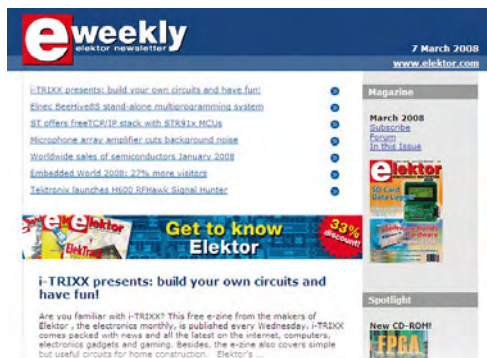 eweekly
elektor newsletter
7 March 2008
www.elektor.com
i-TRIXX presents: build your own circuits and have fun!
Elnec BeeHive8S stand-alone multiprogramming system
ST offers freeTCP/IP stack with STR91x MCUs
Microphone array amplifier cuts background noise
Worldwide sales of semiconductors January 2008
Embedded World 2008: 27% more visitors
Tektronix launches H600 RFHawk Signal Hunter
Magazine
March 2008
Subscribe
Forum
In this Issue
elektor
SD Card
Data Logger
Software builds
Hardware
elektor
Get to know
Elektor
33%
discount!
i-TRIXX presents: build your own circuits and
have fun!
Are you familiar with i-TRIXX? This free e-zine from the makers of
Elektor , the electronics monthly, is published every Wednesday. i-TRIXX
comes packed with news and all the latest on the internet, computers,
electronics gadgets and gaming. Besides, the e-zine also covers simple
but useful circuits for home construction. Elektor's ...
Spotlight
New CD-ROM!
FPGA